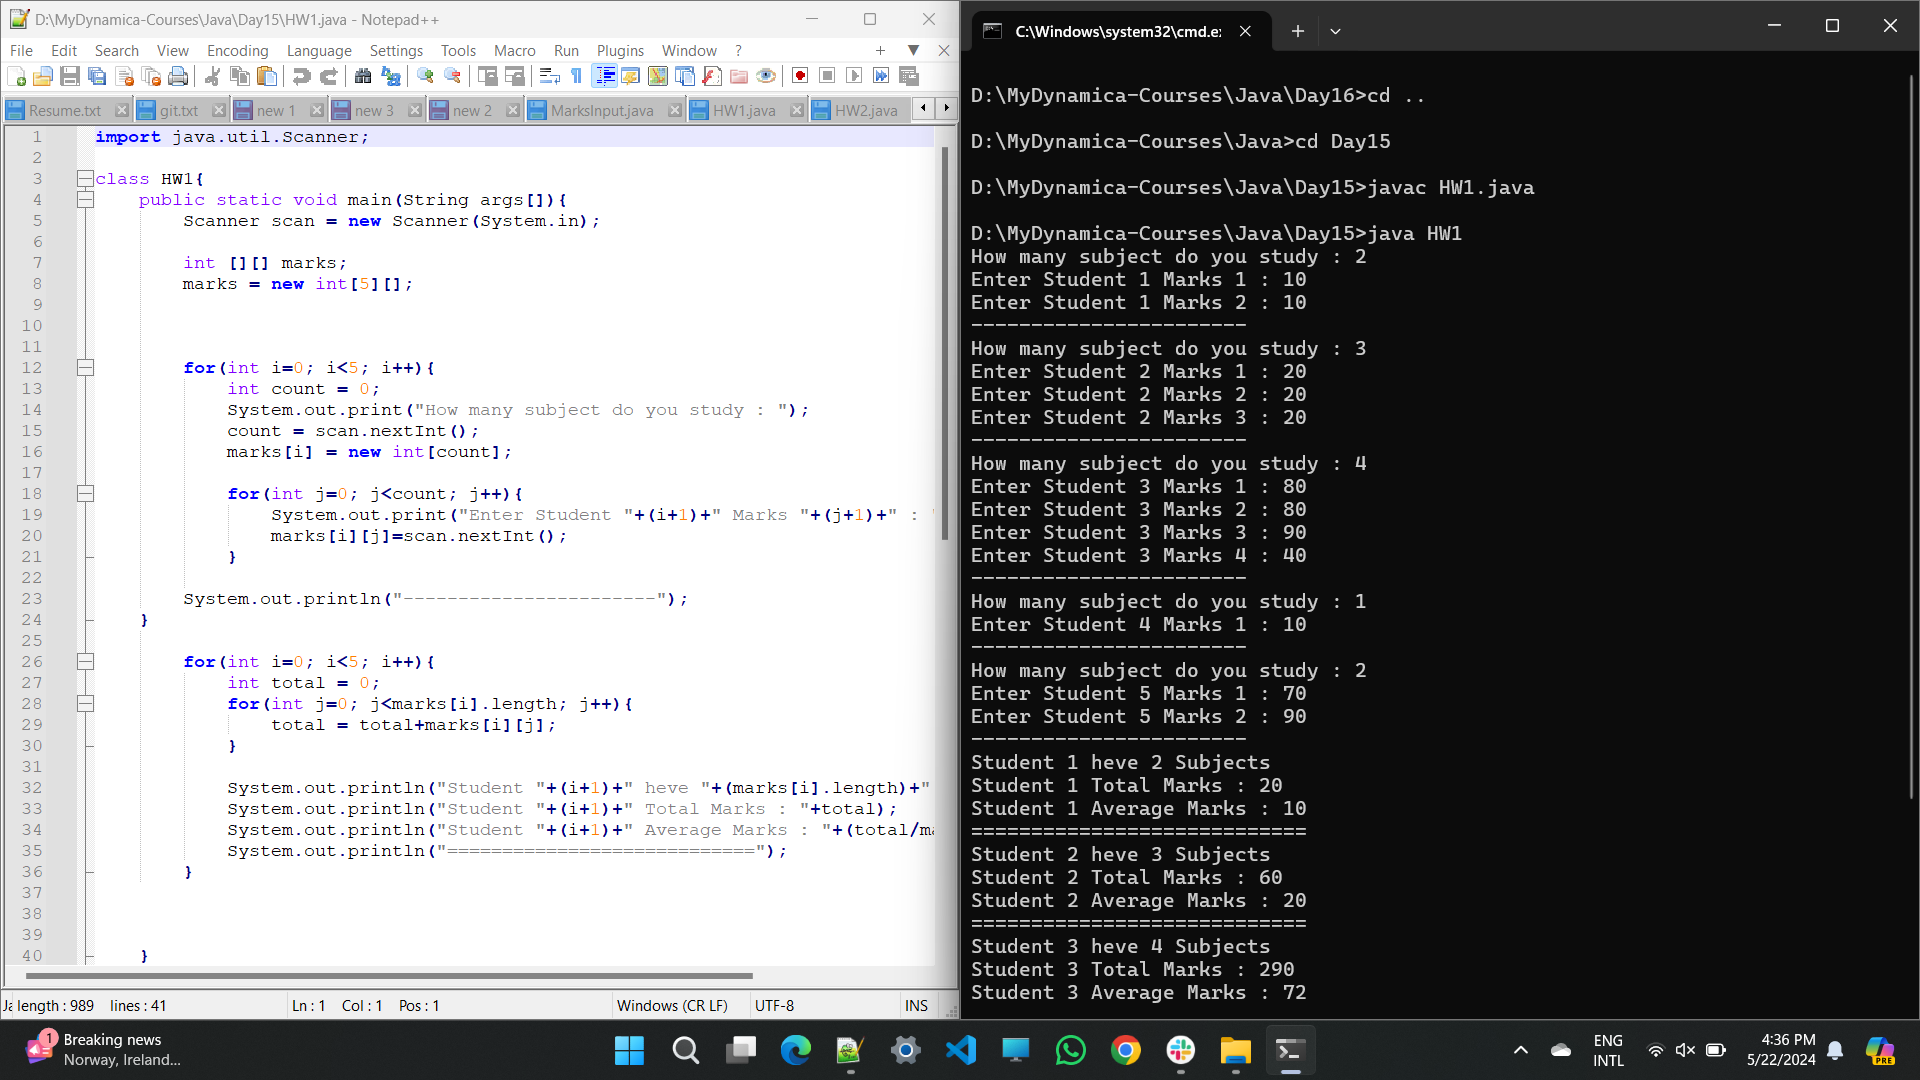 D:\MyDynamica-Courses\Java\Day15\HW1.java - Notepad++
File Edit Search View Encoding Language Settings Tools Macro Run Plugins Window ?
Resume.txt git.txt new 1 new 3 new 2 MarksInput.java HW1.java HW2.java
1 import java.util.Scanner;
2
3 class HW1{
4 public static void main(String args[]){
5 Scanner scan = new Scanner(System.in);
6
7 int [][] marks;
8 marks = new int[5][];
9
10
11
12 for(int i=0; i<5; i++){
13 int count = 0;
14 System.out.print("How many subject do you study : ");
15 count = scan.nextInt();
16 marks[i] = new int[count];
17
18 for(int j=0; j<count; j++){
19 System.out.print("Enter Student "+(i+1)+" Marks "+(j+1)+" : "
20 marks[i][j]=scan.nextInt();
21 }
22
23 System.out.println("-----------------------");
24 }
25
26 for(int i=0; i<5; i++){
27 int total = 0;
28 for(int j=0; j<marks[i].length; j++){
29 total = total+marks[i][j];
30 }
31
32 System.out.println("Student "+(i+1)+" heve "+(marks[i].length)+"
33 System.out.println("Student "+(i+1)+" Total Marks : "+total);
34 System.out.println("Student "+(i+1)+" Average Marks : "+(total/ma
35 System.out.println("============================");
36 }
37
38
39
40 }
Ja length : 989 lines : 41 Ln : 1 Col : 1 Pos : 1 Windows (CR LF) UTF-8 INS
C:\Windows\system32\cmd.e
D:\MyDynamica-Courses\Java\Day16>cd ..
D:\MyDynamica-Courses\Java>cd Day15
D:\MyDynamica-Courses\Java\Day15>javac HW1.java
D:\MyDynamica-Courses\Java\Day15>java HW1
How many subject do you study : 2
Enter Student 1 Marks 1 : 10
Enter Student 1 Marks 2 : 10
-----------------------
How many subject do you study : 3
Enter Student 2 Marks 1 : 20
Enter Student 2 Marks 2 : 20
Enter Student 2 Marks 3 : 20
-----------------------
How many subject do you study : 4
Enter Student 3 Marks 1 : 80
Enter Student 3 Marks 2 : 80
Enter Student 3 Marks 3 : 90
Enter Student 3 Marks 4 : 40
-----------------------
How many subject do you study : 1
Enter Student 4 Marks 1 : 10
-----------------------
How many subject do you study : 2
Enter Student 5 Marks 1 : 70
Enter Student 5 Marks 2 : 90
-----------------------
Student 1 heve 2 Subjects
Student 1 Total Marks : 20
Student 1 Average Marks : 10
============================
Student 2 heve 3 Subjects
Student 2 Total Marks : 60
Student 2 Average Marks : 20
============================
Student 3 heve 4 Subjects
Student 3 Total Marks : 290
Student 3 Average Marks : 72
1
Breaking news
Norway, Ireland...
ENG
INTL
4:36 PM
5/22/2024
PRE